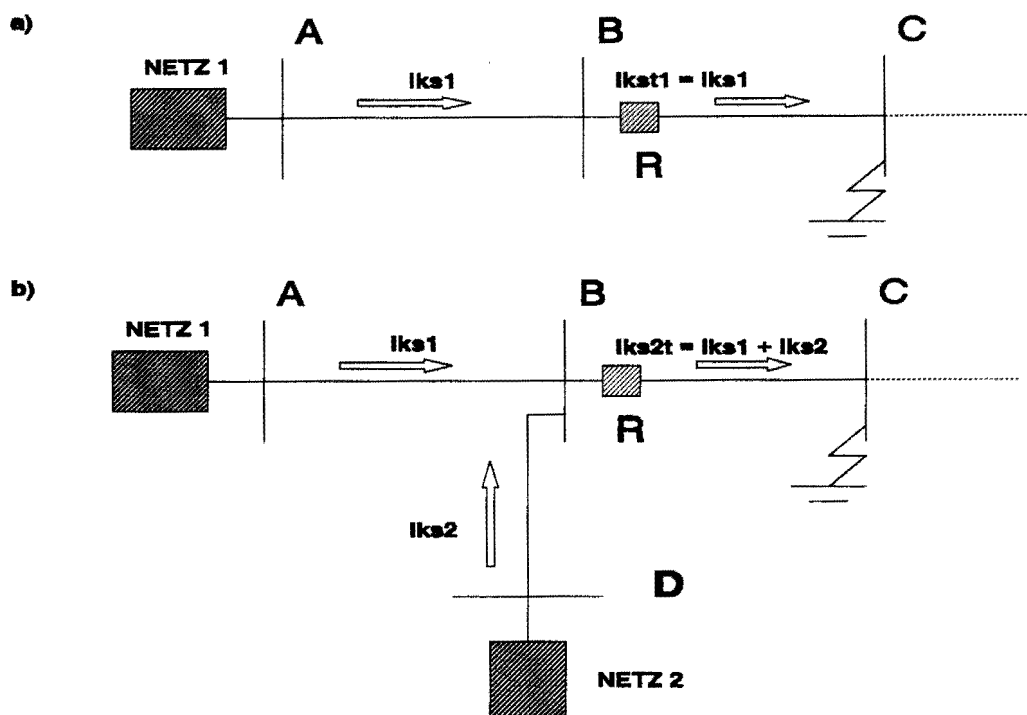 a)
A
B
C
NETZ 1
Iks1
Ikst1 = Iks1
R
b)
A
B
C
NETZ 1
Iks1
Iks2t = Iks1 + Iks2
R
Iks2
D
NETZ 2